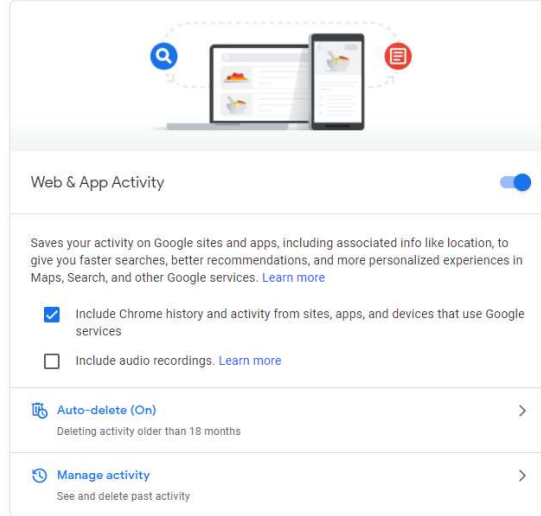 Web & App Activity
Saves your activity on Google sites and apps, including associated info like location, to
give you faster searches, better recommendations, and more personalized experiences in
Maps, Search, and other Google services. Learn more
Include Chrome history and activity from sites, apps, and devices that use Google
services
Include audio recordings. Learn more
Auto-delete (On)
Deleting activity older than 18 months
Manage activity
See and delete past activity